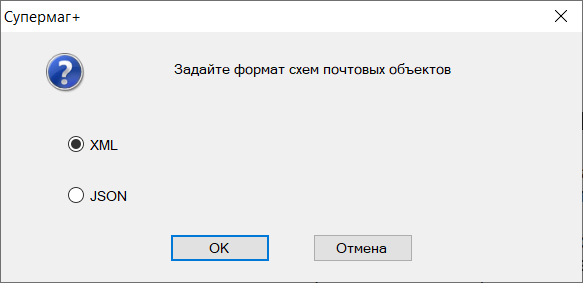 Супермаг+
Задайте формат схем почтовых объектов
XML
JSON
OK
Отмена